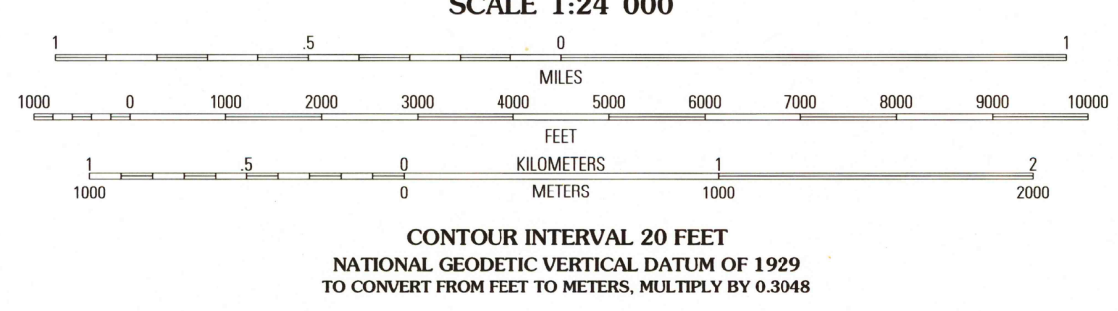 SCALE 1:24 000
1 .5 0 1
MILES
1000 0 1000 2000 3000 4000 5000 6000 7000 8000 9000 10000
FEET
1 .5 0 KILOMETERS 1 2
1000 0 METERS 1000 2000
CONTOUR INTERVAL 20 FEET
NATIONAL GEODETIC VERTICAL DATUM OF 1929
TO CONVERT FROM FEET TO METERS, MULTIPLY BY 0.3048